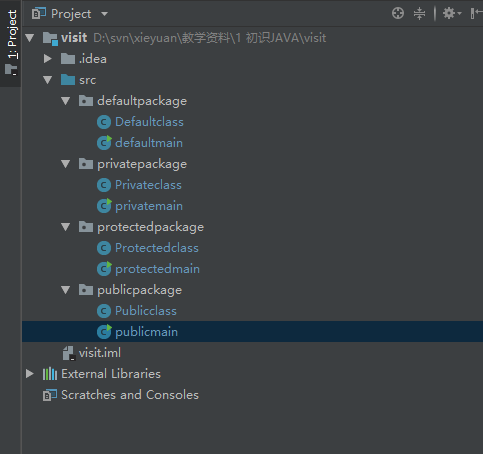 1: Project
Project
visit D:\svn\xieyuan\教学资料\1 初识JAVA\visit
.idea
src
defaultpackage
Defaultclass
defaultmain
privatepackage
Privateclass
privatemain
protectedpackage
Protectedclass
protectedmain
publicpackage
Publicclass
publicmain
visit.iml
External Libraries
Scratches and Consoles